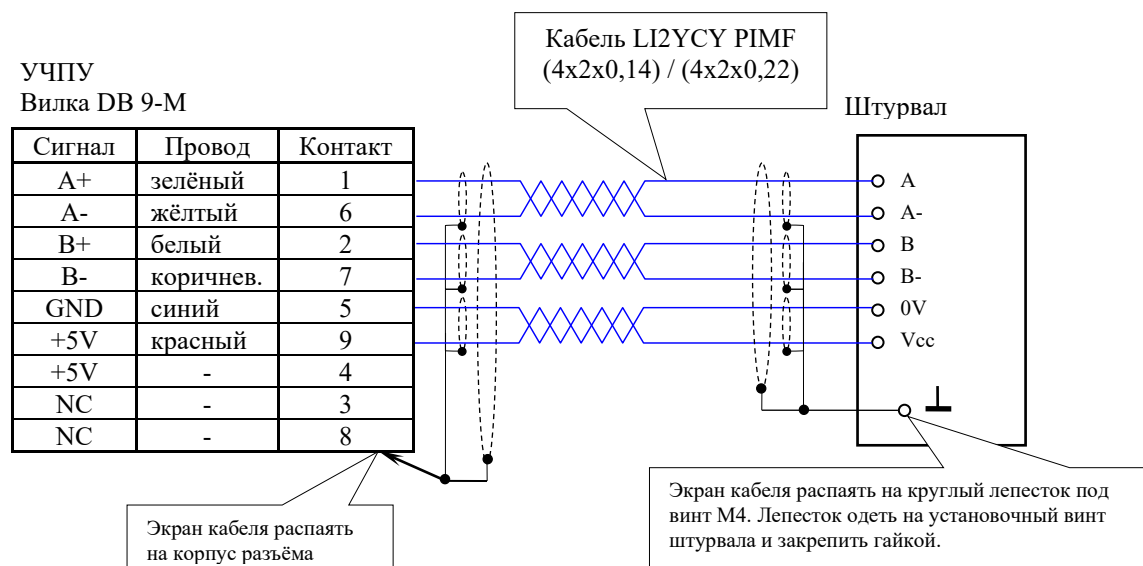 Кабель LI2YCY PIMF
(4x2x0,14) / (4x2x0,22)
УЧПУ
Вилка DB 9-М
Штурвал
Сигнал Провод Контакт
A+ зелёный 1
A- жёлтый 6
B+ белый 2
B- коричнев. 7
GND синий 5
+5V красный 9
+5V - 4
NC - 3
NC - 8
A
A-
B
B-
0V
Vcc
Экран кабеля распаять
на корпус разъёма
Экран кабеля распаять на круглый лепесток под
винт М4. Лепесток одеть на установочный винт
штурвала и закрепить гайкой.